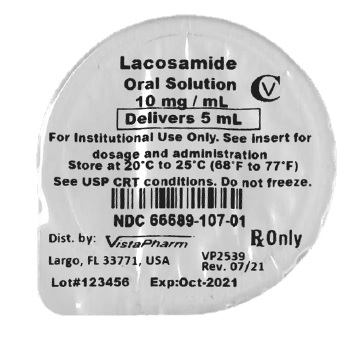 Lacosamide
Oral Solution
10 mg / mL
CV
Delivers 5 mL
For Institutional Use Only. See insert for
dosage and administration
Store at 20°C to 25°C (68°F to 77°F)
See USP CRT conditions. Do not freeze.
NDC 66689-107-01
Dist. by: VistaPharm
Rx Only
Largo, FL 33771, USA
VP2539
Rev. 07/21
Lot#123456 Exp:Oct-2021